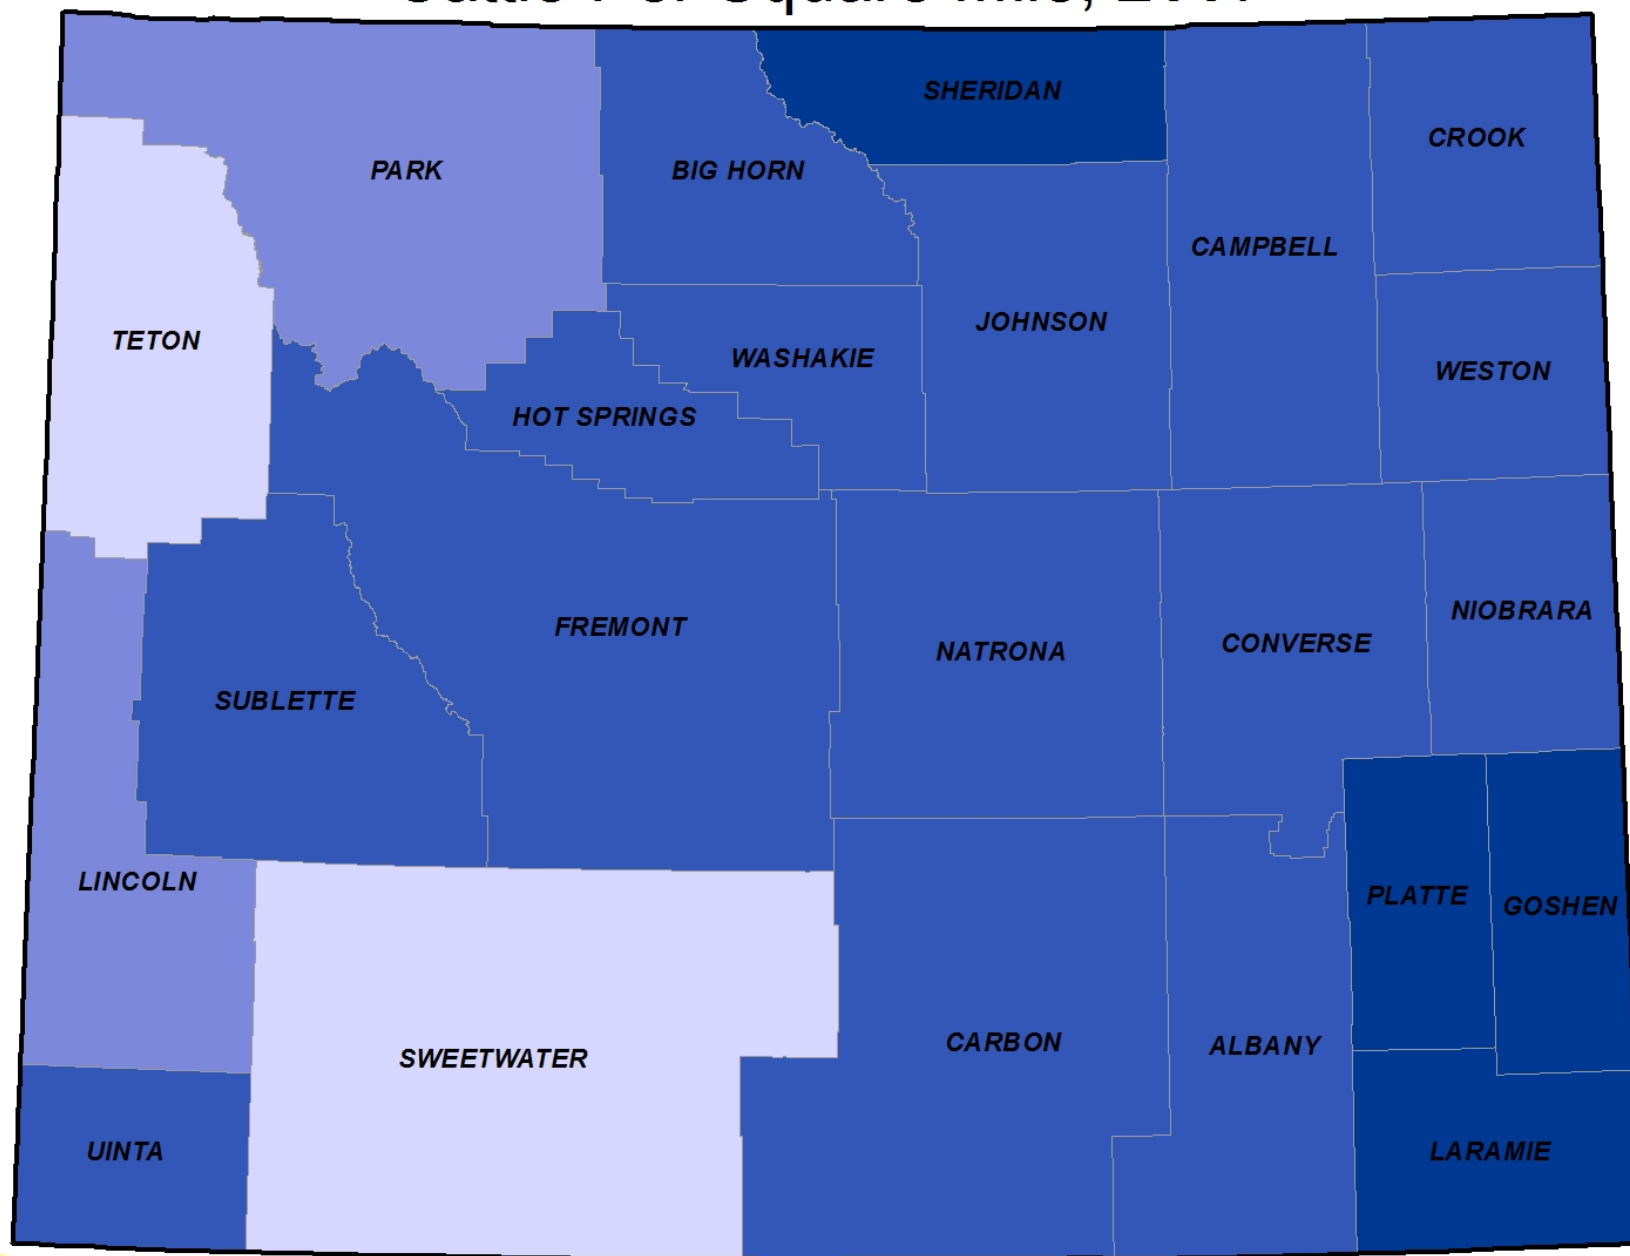 SHERIDAN
CROOK
PARK
BIG HORN
CAMPBELL
JOHNSON
TETON
WASHAKIE
WESTON
HOT SPRINGS
NIOBRARA
FREMONT
CONVERSE
NATRONA
SUBLETTE
LINCOLN
PLATTE
GOSHEN
CARBON
ALBANY
SWEETWATER
UINTA
LARAMIE